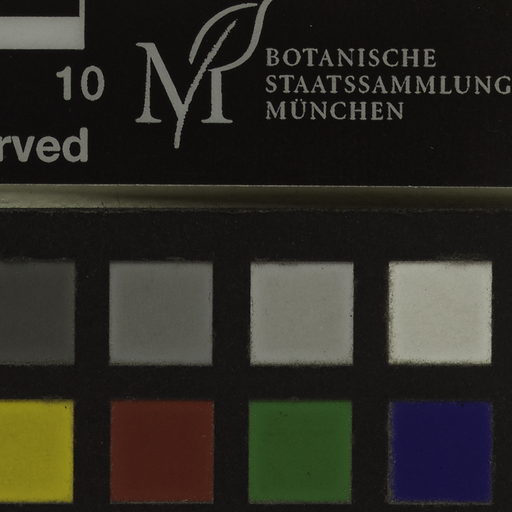 10
rved
M
BOTANISCHE
STAATSSAMMLUNG
MÜNCHEN